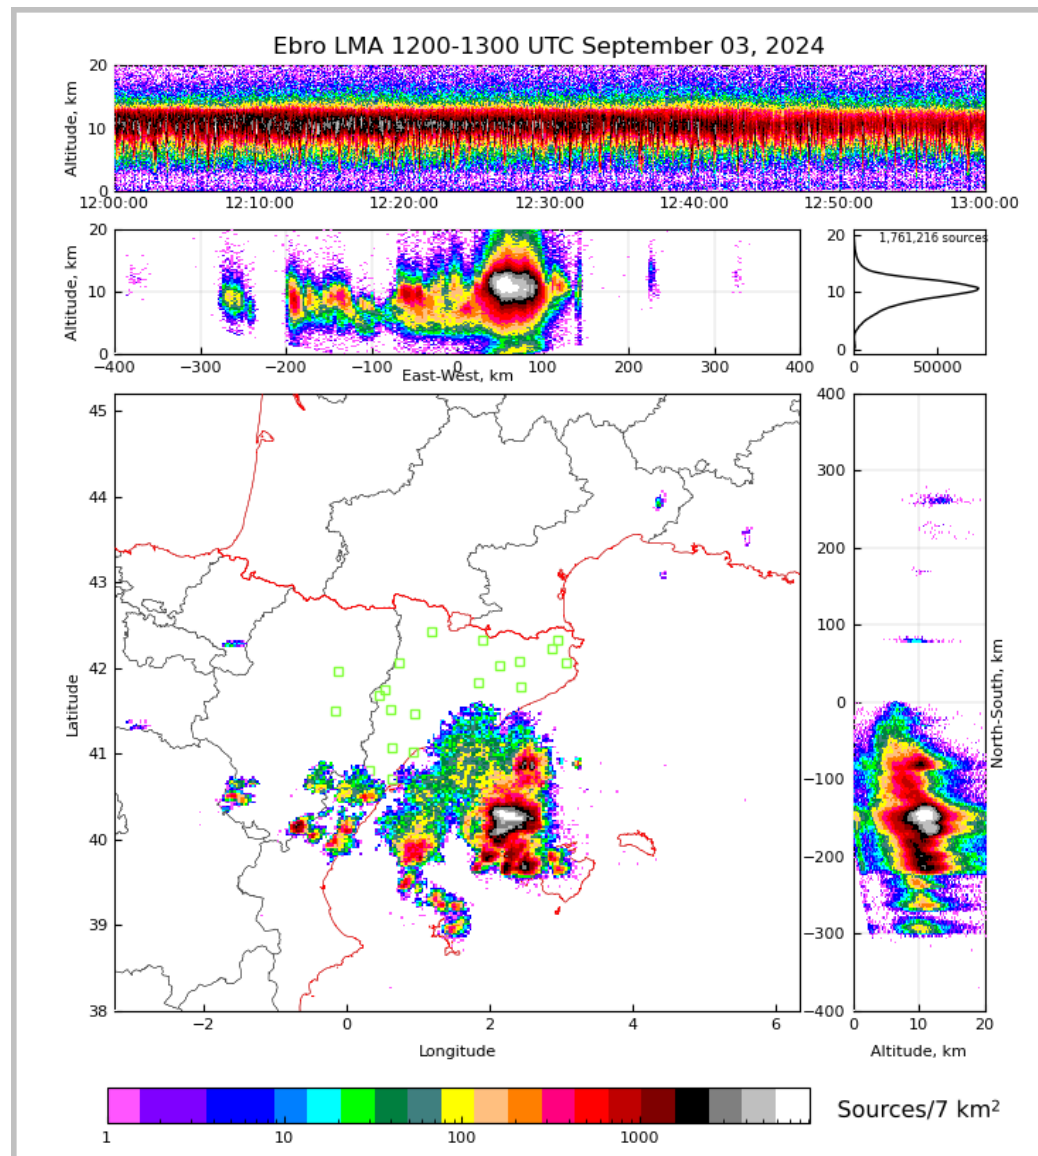 Ebro LMA 1200-1300 UTC September 03, 2024
Altitude, km
20
10
0
12:00:00 12:10:00 12:20:00 12:30:00 12:40:00 12:50:00 13:00:00
Altitude, km
20
10
0
−400 −300 −200 −100 0 100 200 300 400
East-West, km
1,761,216 sources
20
10
0
0 50000
Latitude
45
44
43
42
41
40
39
38
−2 0 2 4 6
Longitude
400
300
200
100
0
−100
−200
−300
−400
North-South, km
0 10 20
Altitude, km
1 10 100 1000
Sources/7 km²